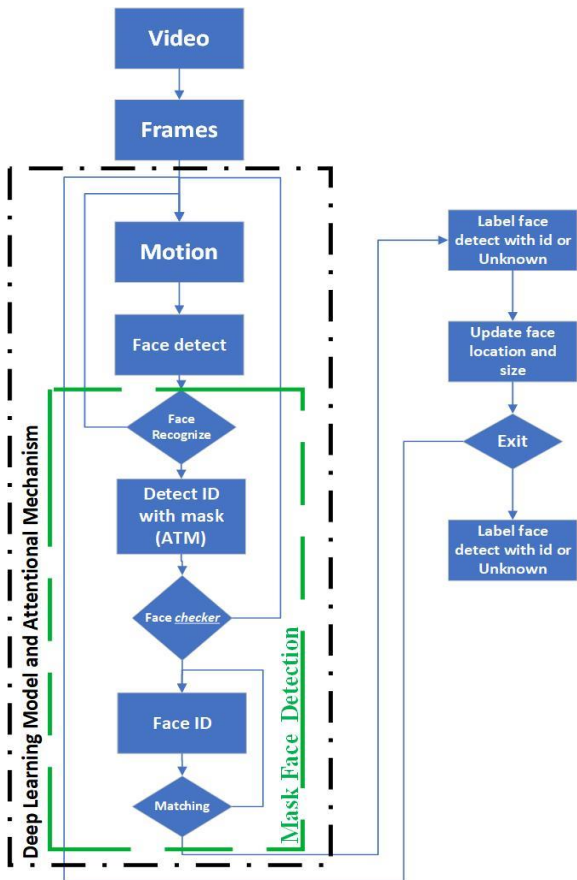 Video
Frames
Motion
Face detect
Face
Recognize
Detect ID
with mask
(ATM)
Face checker
Face ID
Matching
Deep Learning Model and Attentional Mechanism
Mask Face Detection
Label face
detect with id or
Unknown
Update face
location and
size
Exit
Label face
detect with id or
Unknown